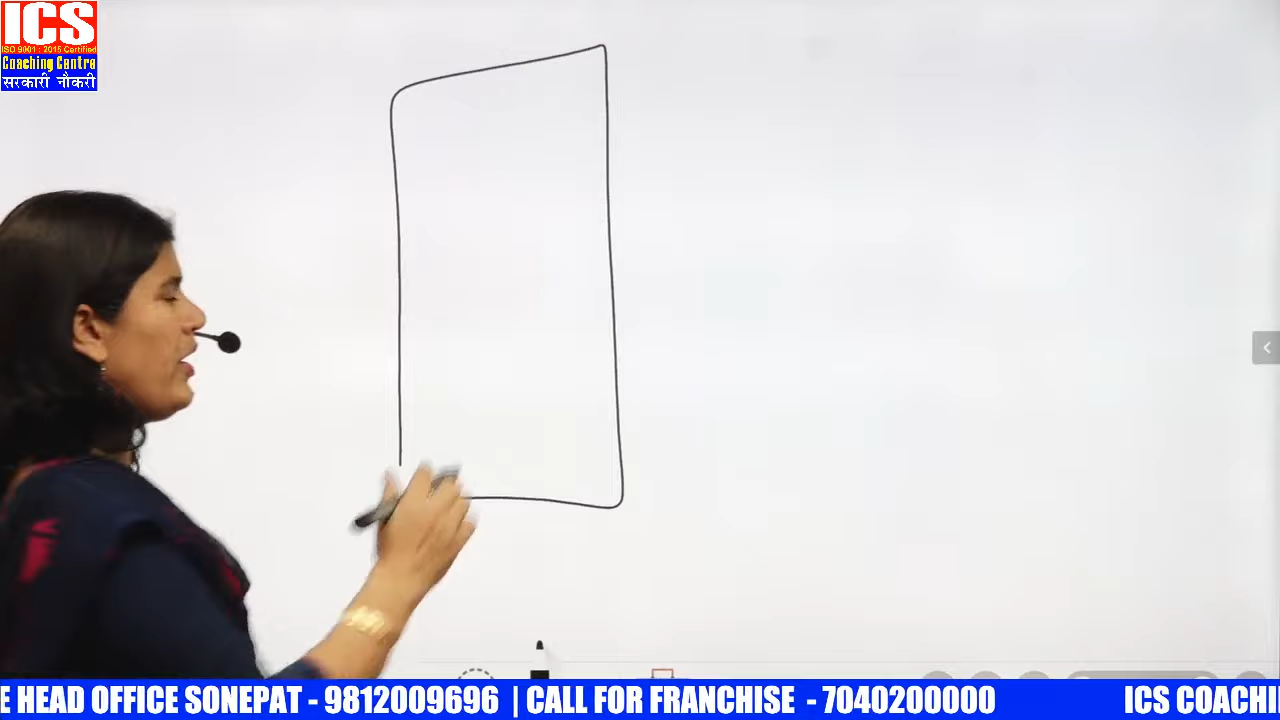 ICS
ISO 9001 : 2015 Certified
Coaching Centre
सरकारी नौकरी
E HEAD OFFICE SONEPAT - 9812009696 | CALL FOR FRANCHISE - 7040200000 ICS COACHI